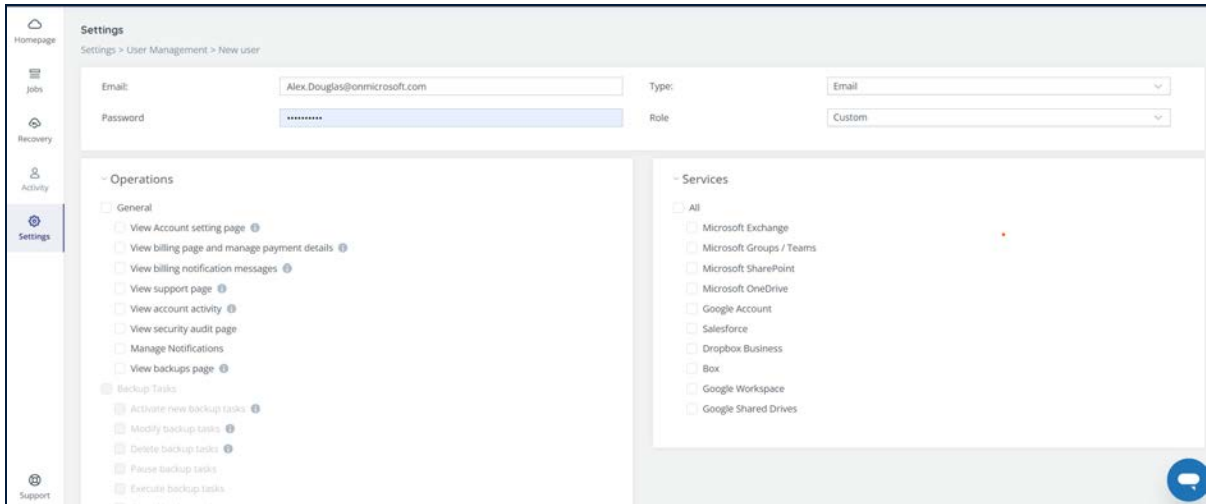 Homepage
Jobs
Recovery
Activity
Settings
Support
Settings
Settings > User Management > New user
Email:
Alex.Douglas@onmicrosoft.com
Type:
Email
Password
••••••••••
Role
Custom
Operations
General
View Account setting page
View billing page and manage payment details
View billing notification messages
View support page
View account activity
View security audit page
Manage Notifications
View backups page
Backup Tasks
Activate new backup tasks
Modify backup tasks
Delete backup tasks
Pause backup tasks
Execute backup tasks
Services
All
Microsoft Exchange
Microsoft Groups / Teams
Microsoft SharePoint
Microsoft OneDrive
Google Account
Salesforce
Dropbox Business
Box
Google Workspace
Google Shared Drives